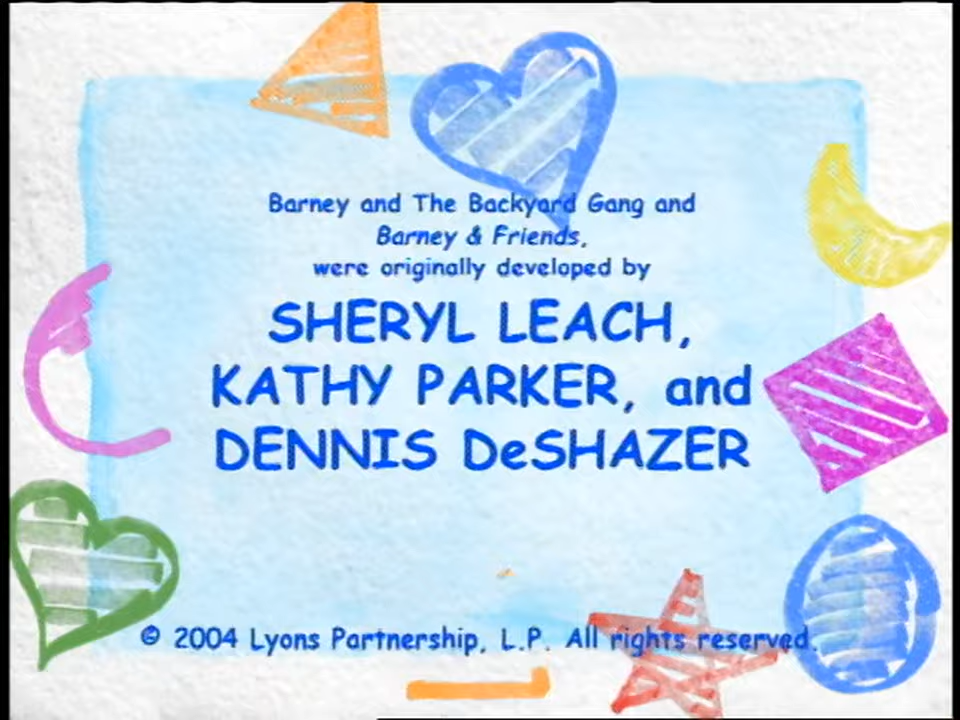 Barney and The Backyard Gang and
Barney & Friends,
were originally developed by
SHERYL LEACH,
KATHY PARKER, and
DENNIS DeSHAZER
© 2004 Lyons Partnership, L.P. All rights reserved.